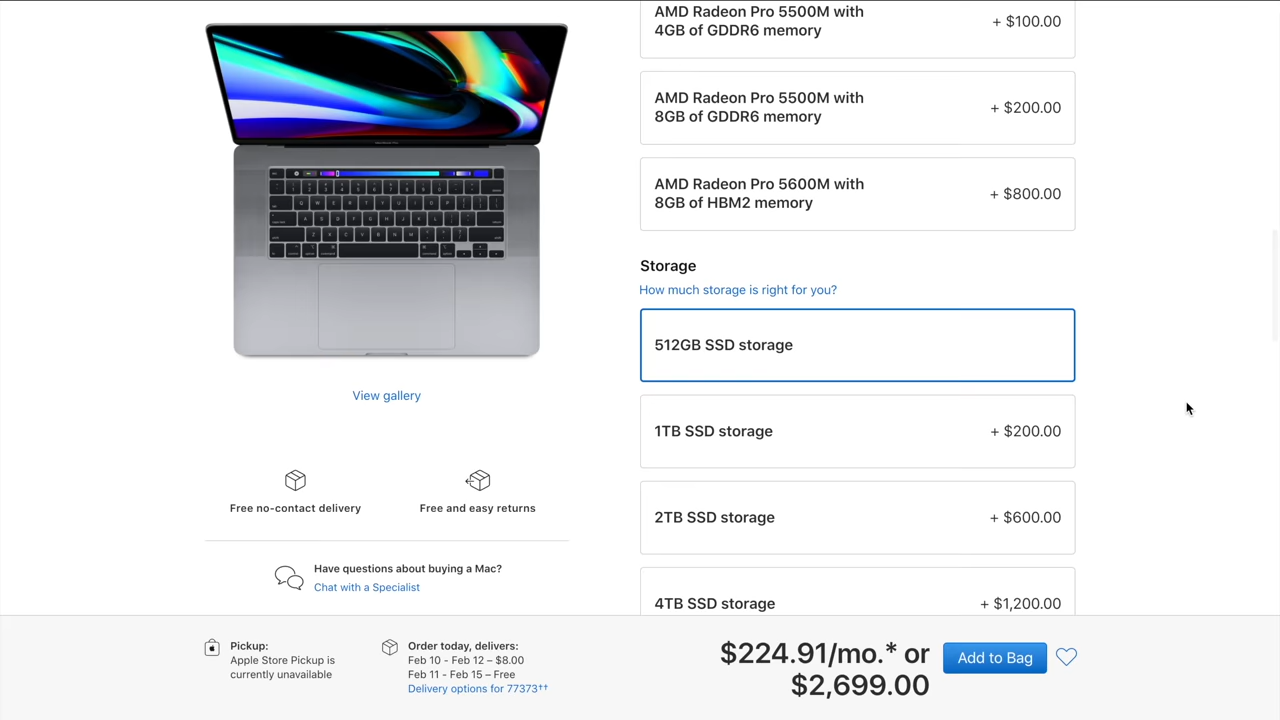 AMD Radeon Pro 5500M with
4GB of GDDR6 memory
+ $100.00
AMD Radeon Pro 5500M with
8GB of GDDR6 memory
+ $200.00
AMD Radeon Pro 5600M with
8GB of HBM2 memory
+ $800.00
Storage
How much storage is right for you?
512GB SSD storage
1TB SSD storage
+ $200.00
2TB SSD storage
+ $600.00
4TB SSD storage
+ $1,200.00
View gallery
Free no-contact delivery
Free and easy returns
Have questions about buying a Mac?
Chat with a Specialist
Pickup:
Apple Store Pickup is
currently unavailable
Order today, delivers:
Feb 10 - Feb 12 – $8.00
Feb 11 - Feb 15 – Free
Delivery options for 77373††
$224.91/mo.* or
$2,699.00
Add to Bag